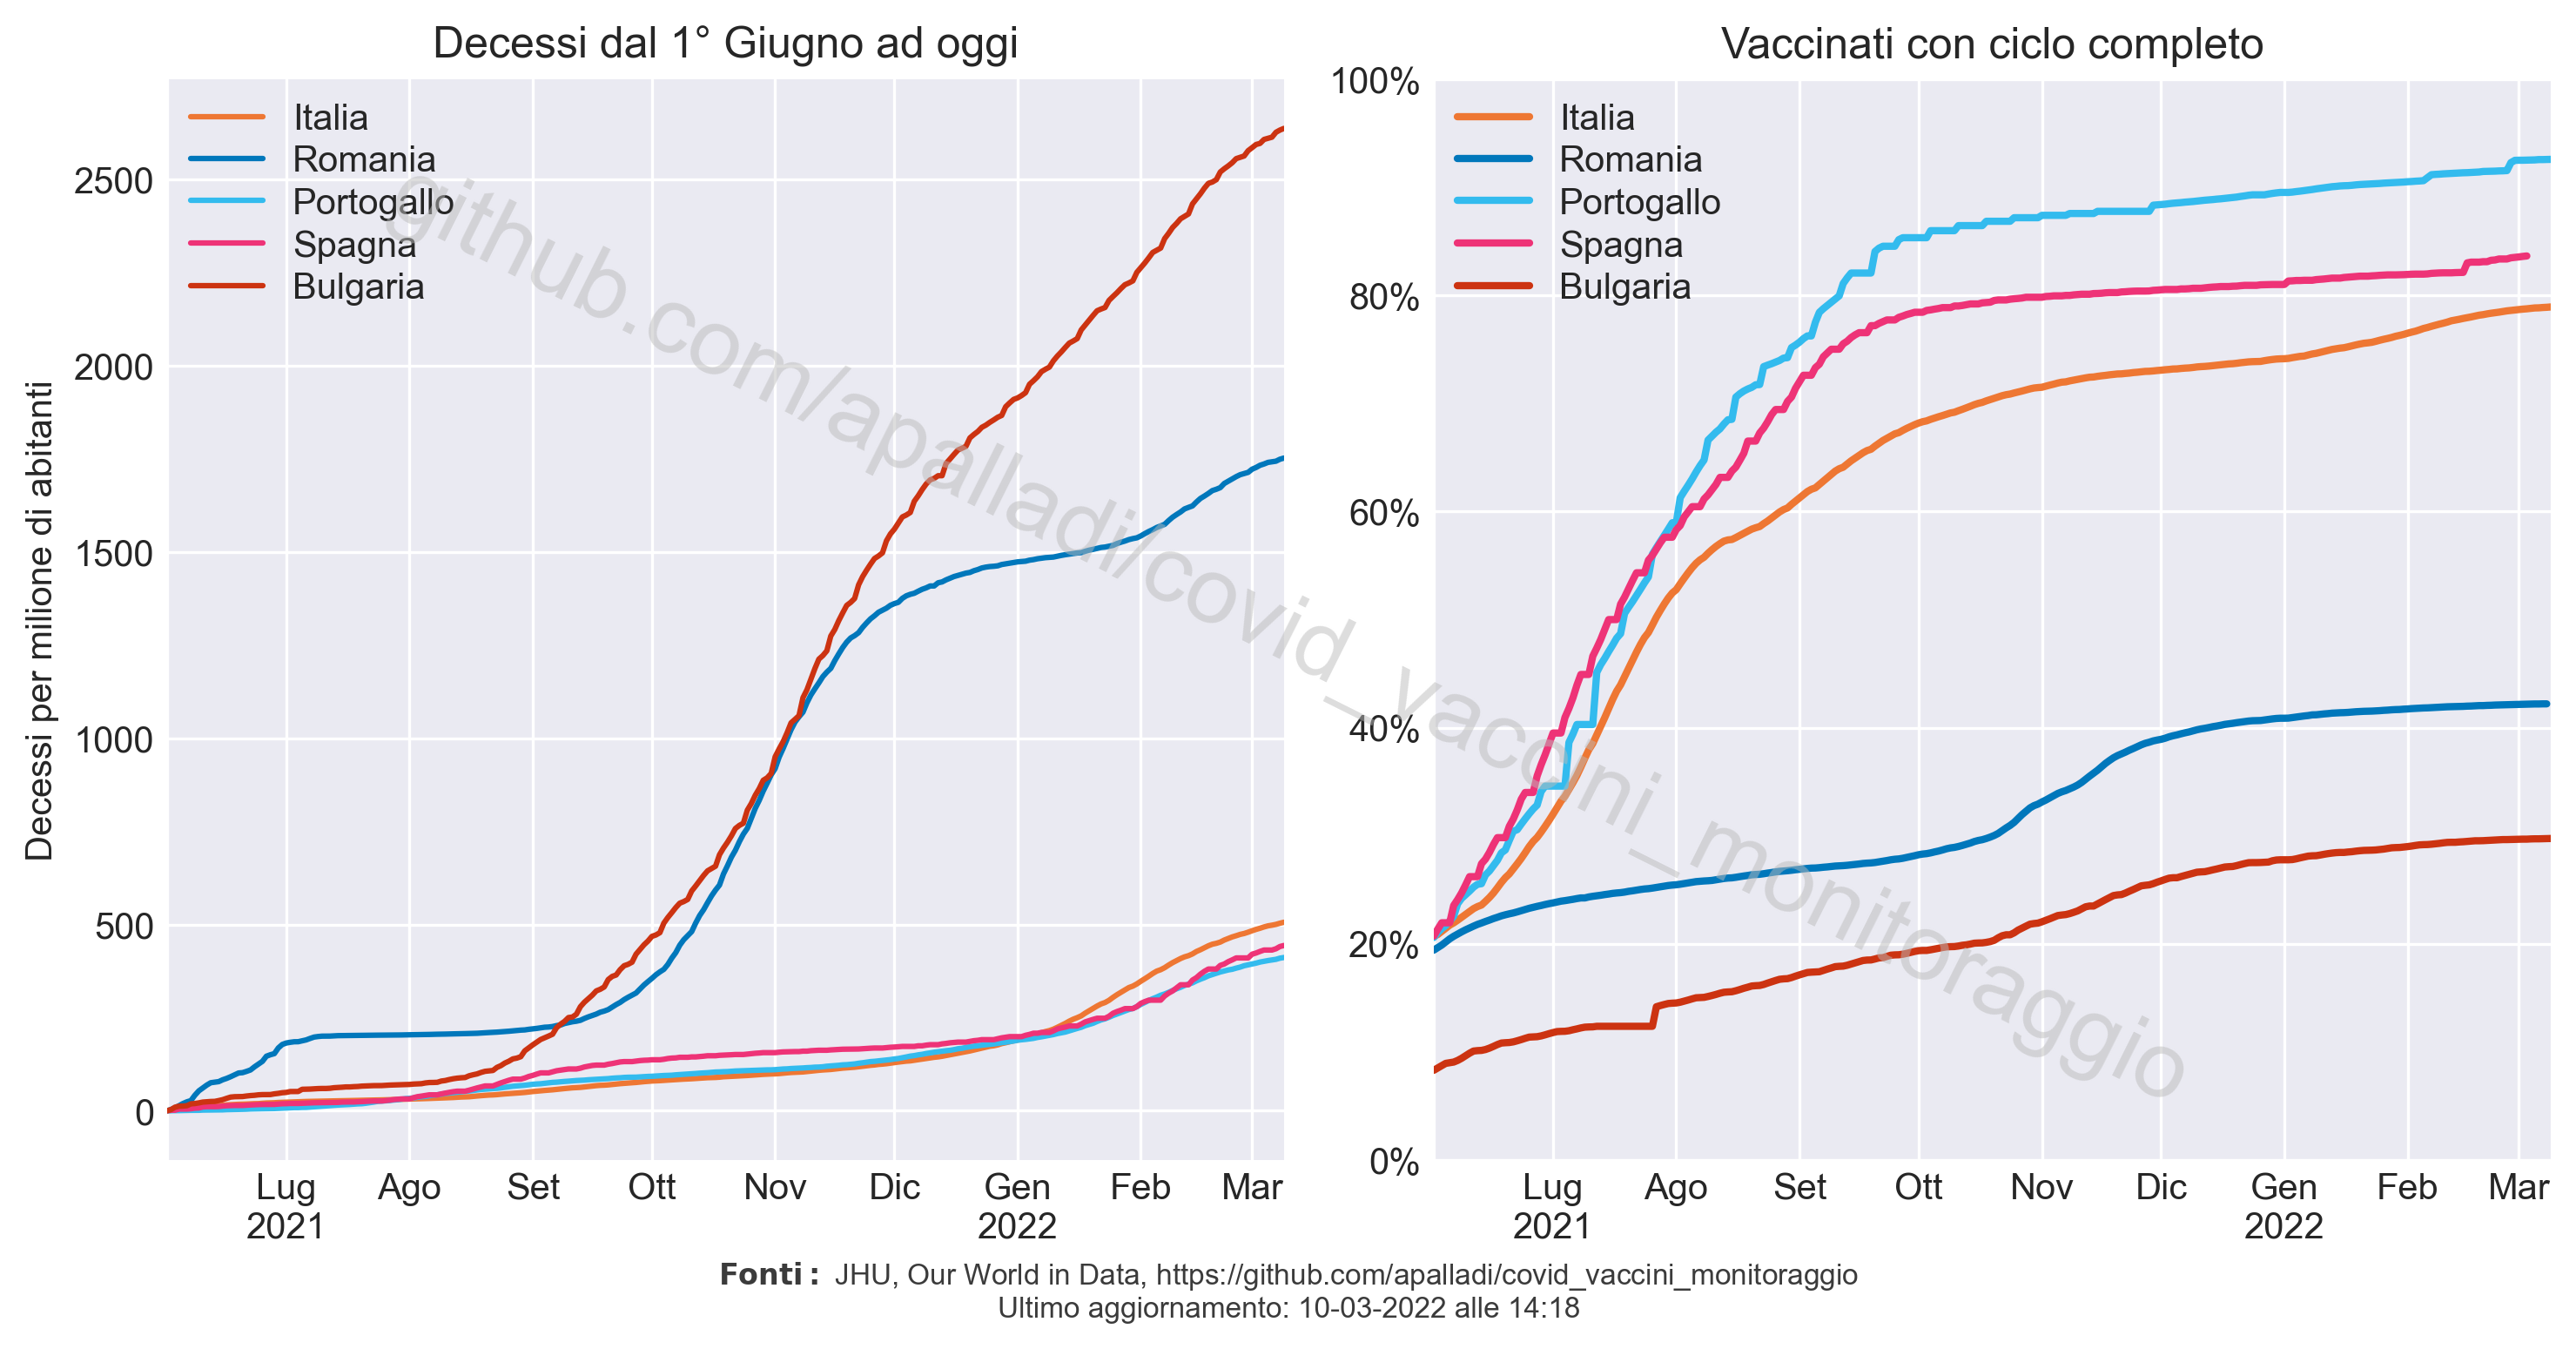 Decessi dal 1° Giugno ad oggi
Decessi per milione di abitanti
2500
2000
1500
1000
500
0
Italia
Romania
Portogallo
Spagna
Bulgaria
Lug Ago Set Ott Nov Dic Gen Feb Mar
2021 2022
Vaccinati con ciclo completo
100%
80%
60%
40%
20%
0%
Italia
Romania
Portogallo
Spagna
Bulgaria
Lug Ago Set Ott Nov Dic Gen Feb Mar
2021 2022
github.com/apalladi/covid_vaccini_monitoraggio
Fonti: JHU, Our World in Data, https://github.com/apalladi/covid_vaccini_monitoraggio
Ultimo aggiornamento: 10-03-2022 alle 14:18